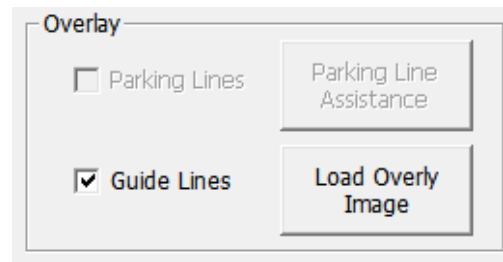 Overlay
Parking Lines
Parking Line
Assistance
Guide Lines
Load Overly
Image